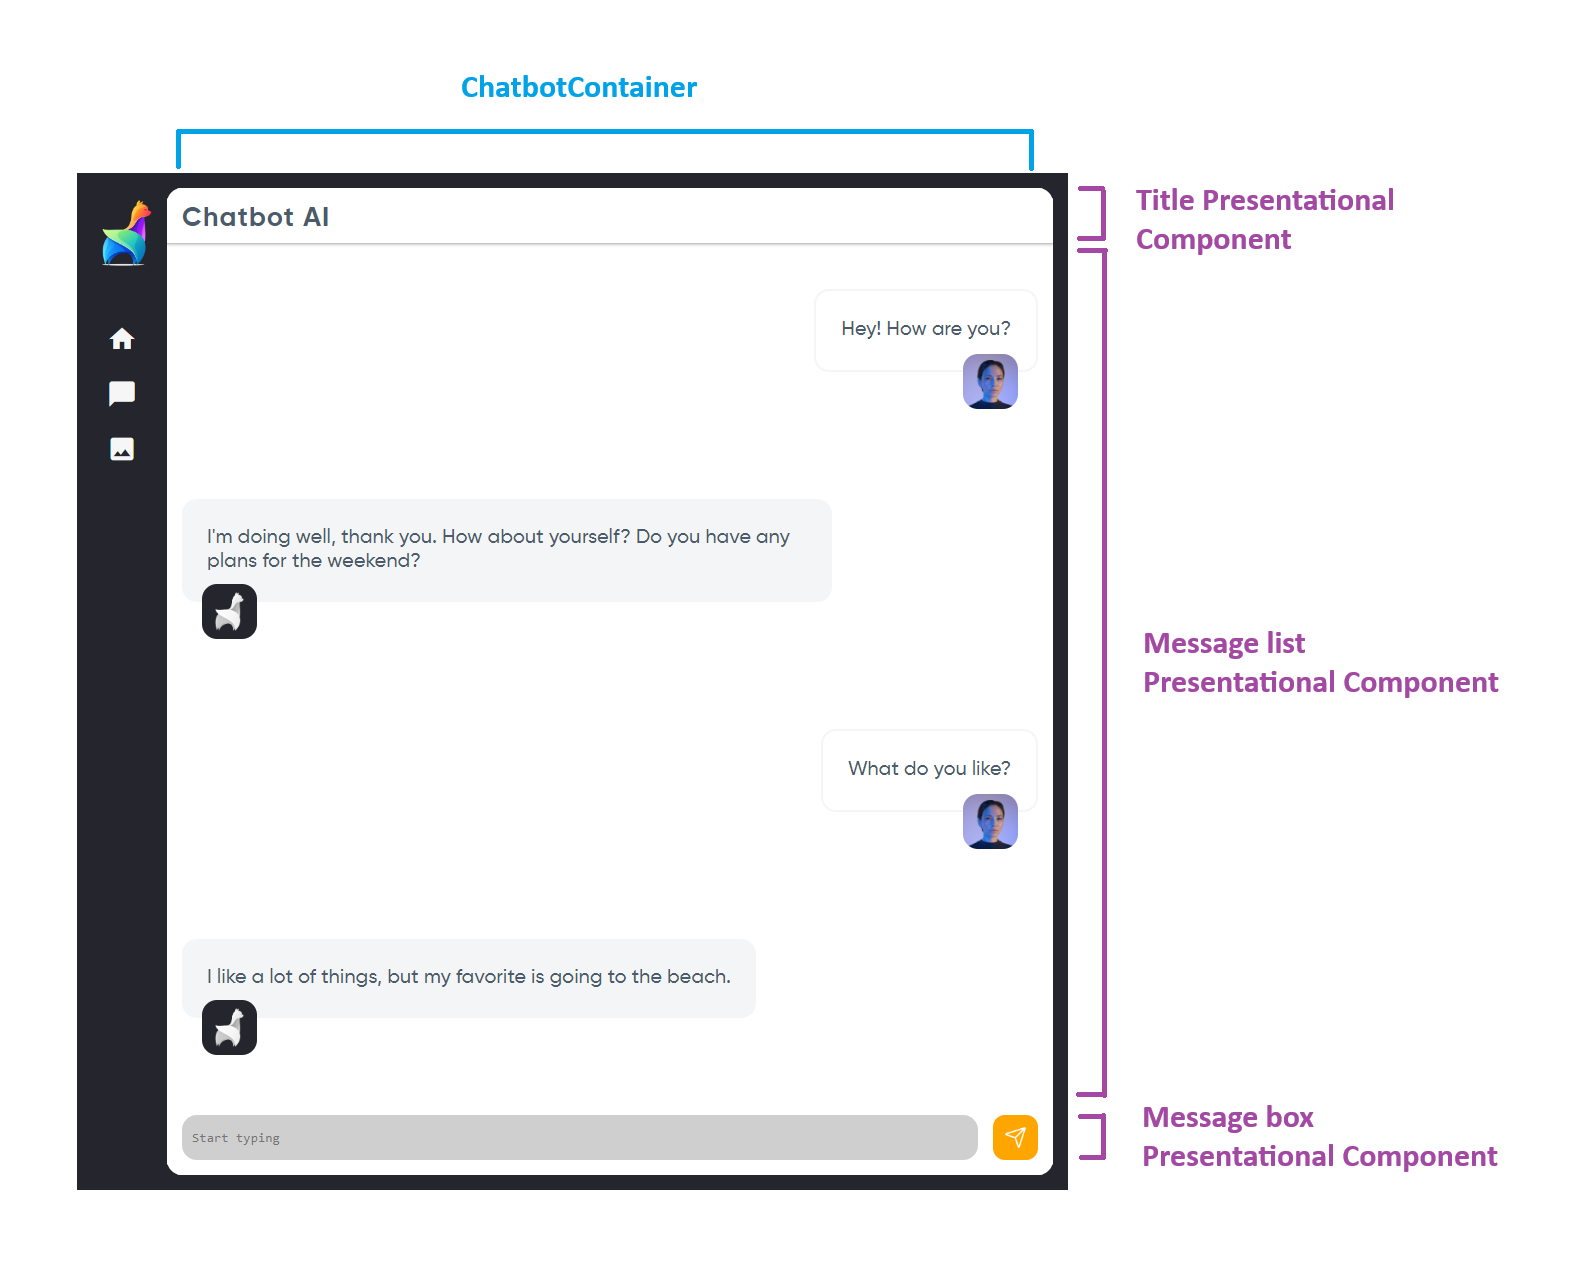 ChatbotContainer
Chatbot AI
Title Presentational
Component
Hey! How are you?
I'm doing well, thank you. How about yourself? Do you have any
plans for the weekend?
Message list
Presentational Component
What do you like?
I like a lot of things, but my favorite is going to the beach.
Start typing
Message box
Presentational Component